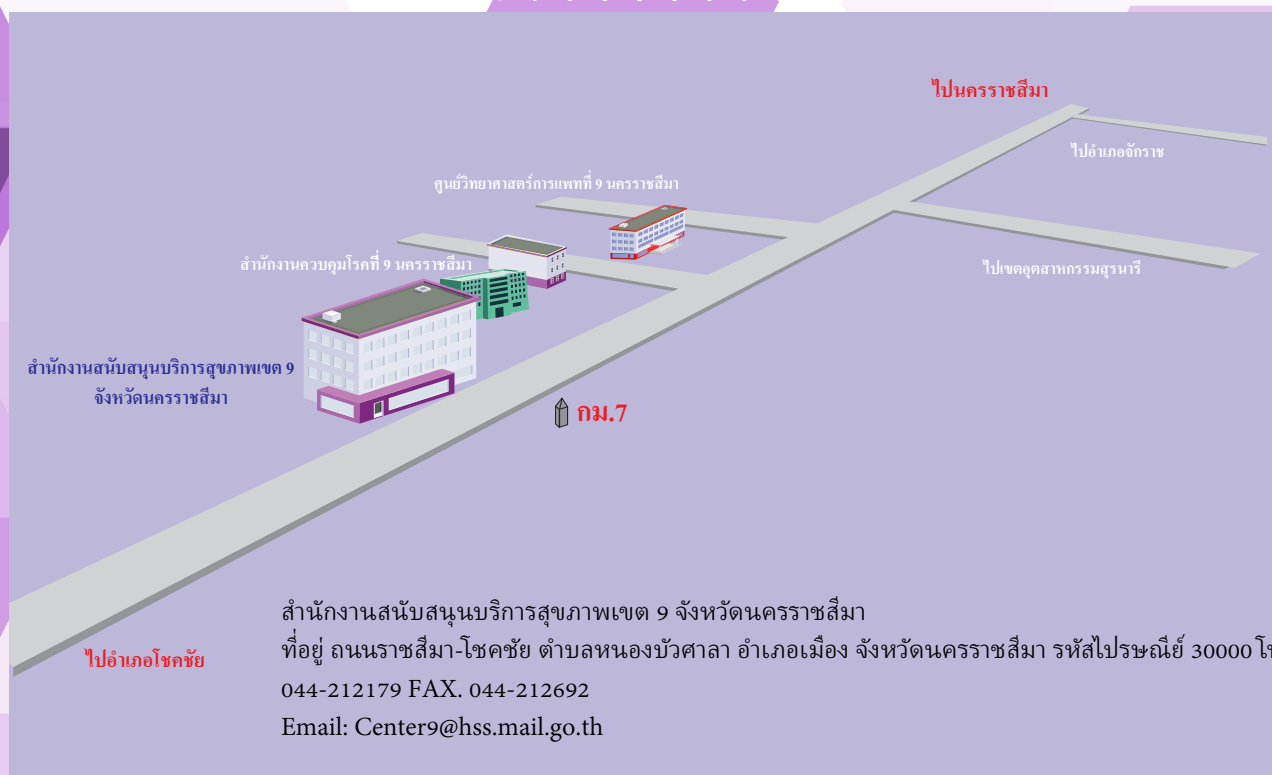 ไปนครราชสีมา
ไปอำเภอจักราช
ศูนย์วิทยาศาสตร์การแพทที่ 9 นครราชสีมา
สำนักงานควบคุมโรคที่ 9 นครราชสีมา
ไปเขตอุตสาหกรรมสุรนารี
สำนักงานสนับสนุนบริการสุขภาพเขต 9
จังหวัดนครราชสีมา
กม.7
ไปอำเภอโชคชัย
สำนักงานสนับสนุนบริการสุขภาพเขต 9 จังหวัดนครราชสีมา
ที่อยู่ ถนนราชสีมา-โชคชัย ตำบลหนองบัวศาลา อำเภอเมือง จังหวัดนครราชสีมา รหัสไปรษณีย์ 30000
044-212179 FAX. 044-212692
Email: Center9@hss.mail.go.th